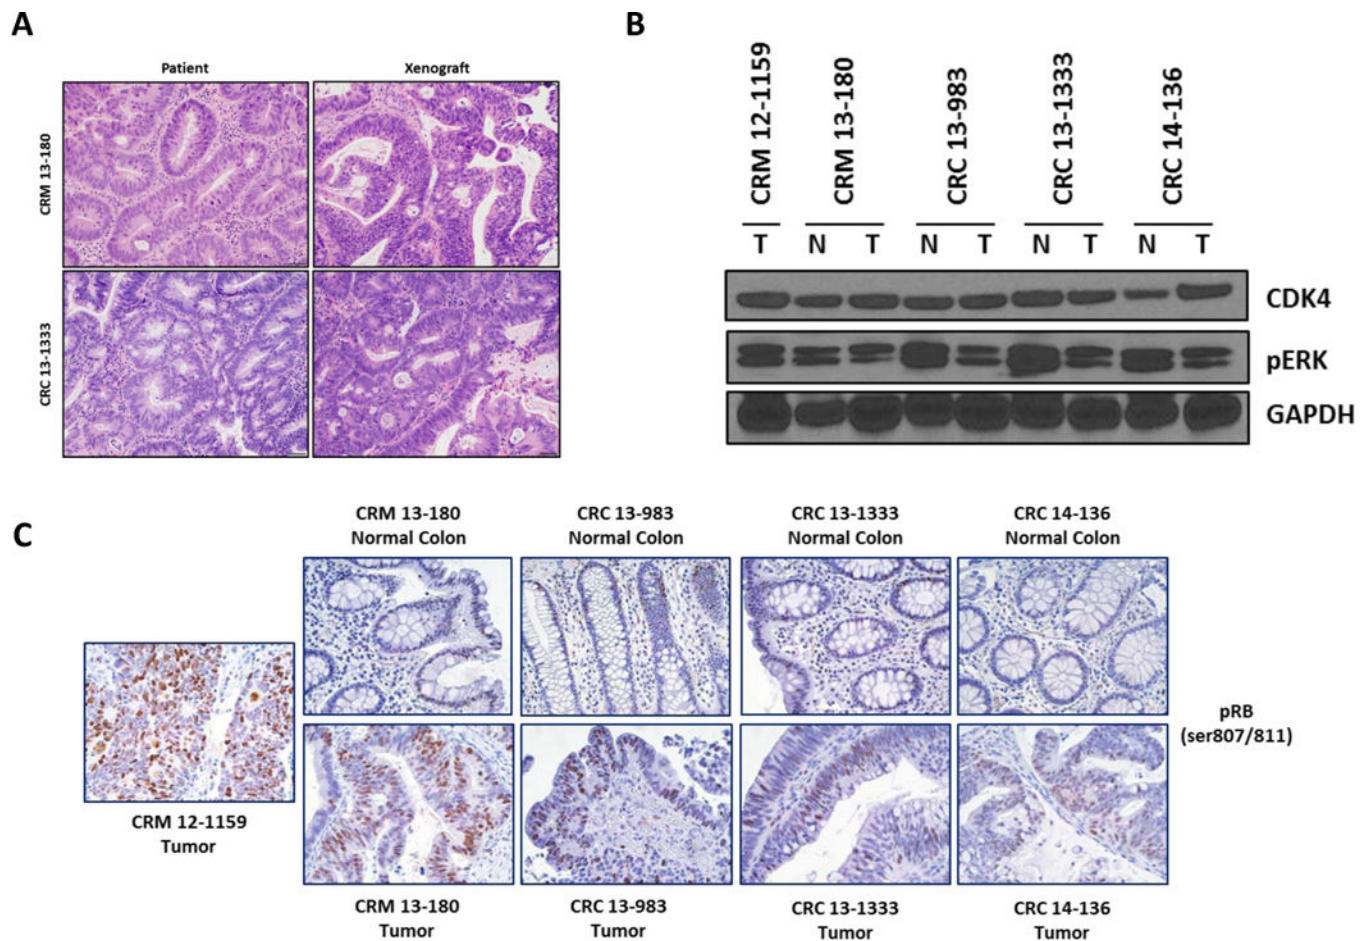 A
Patient
Xenograft
CRM 13-180
CRC 13-1333
B
CRM 12-1159
CRM 13-180
CRC 13-983
CRC 13-1333
CRC 14-136
T N T N T N T N T
CDK4
pERK
GAPDH
C
CRM 13-180
Normal Colon
CRC 13-983
Normal Colon
CRC 13-1333
Normal Colon
CRC 14-136
Normal Colon
pRB
(ser807/811)
CRM 12-1159
Tumor
CRM 13-180
Tumor
CRC 13-983
Tumor
CRC 13-1333
Tumor
CRC 14-136
Tumor